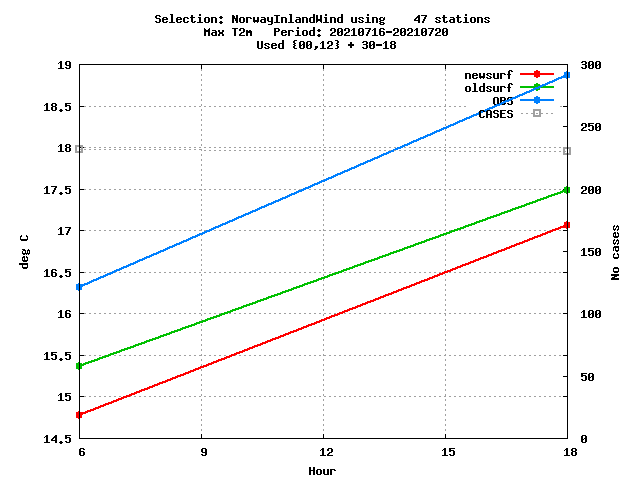 Selection: NorwayInlandWind using    47 stations
Max T2m   Period: 20210716-20210720
Used {00,12} + 30-18
19
18.5
18
17.5
17
16.5
16
15.5
15
14.5
deg C
300
250
200
150
100
50
0
No cases
newsurf
oldsurf
OBS
CASES
6
9
12
15
18
Hour